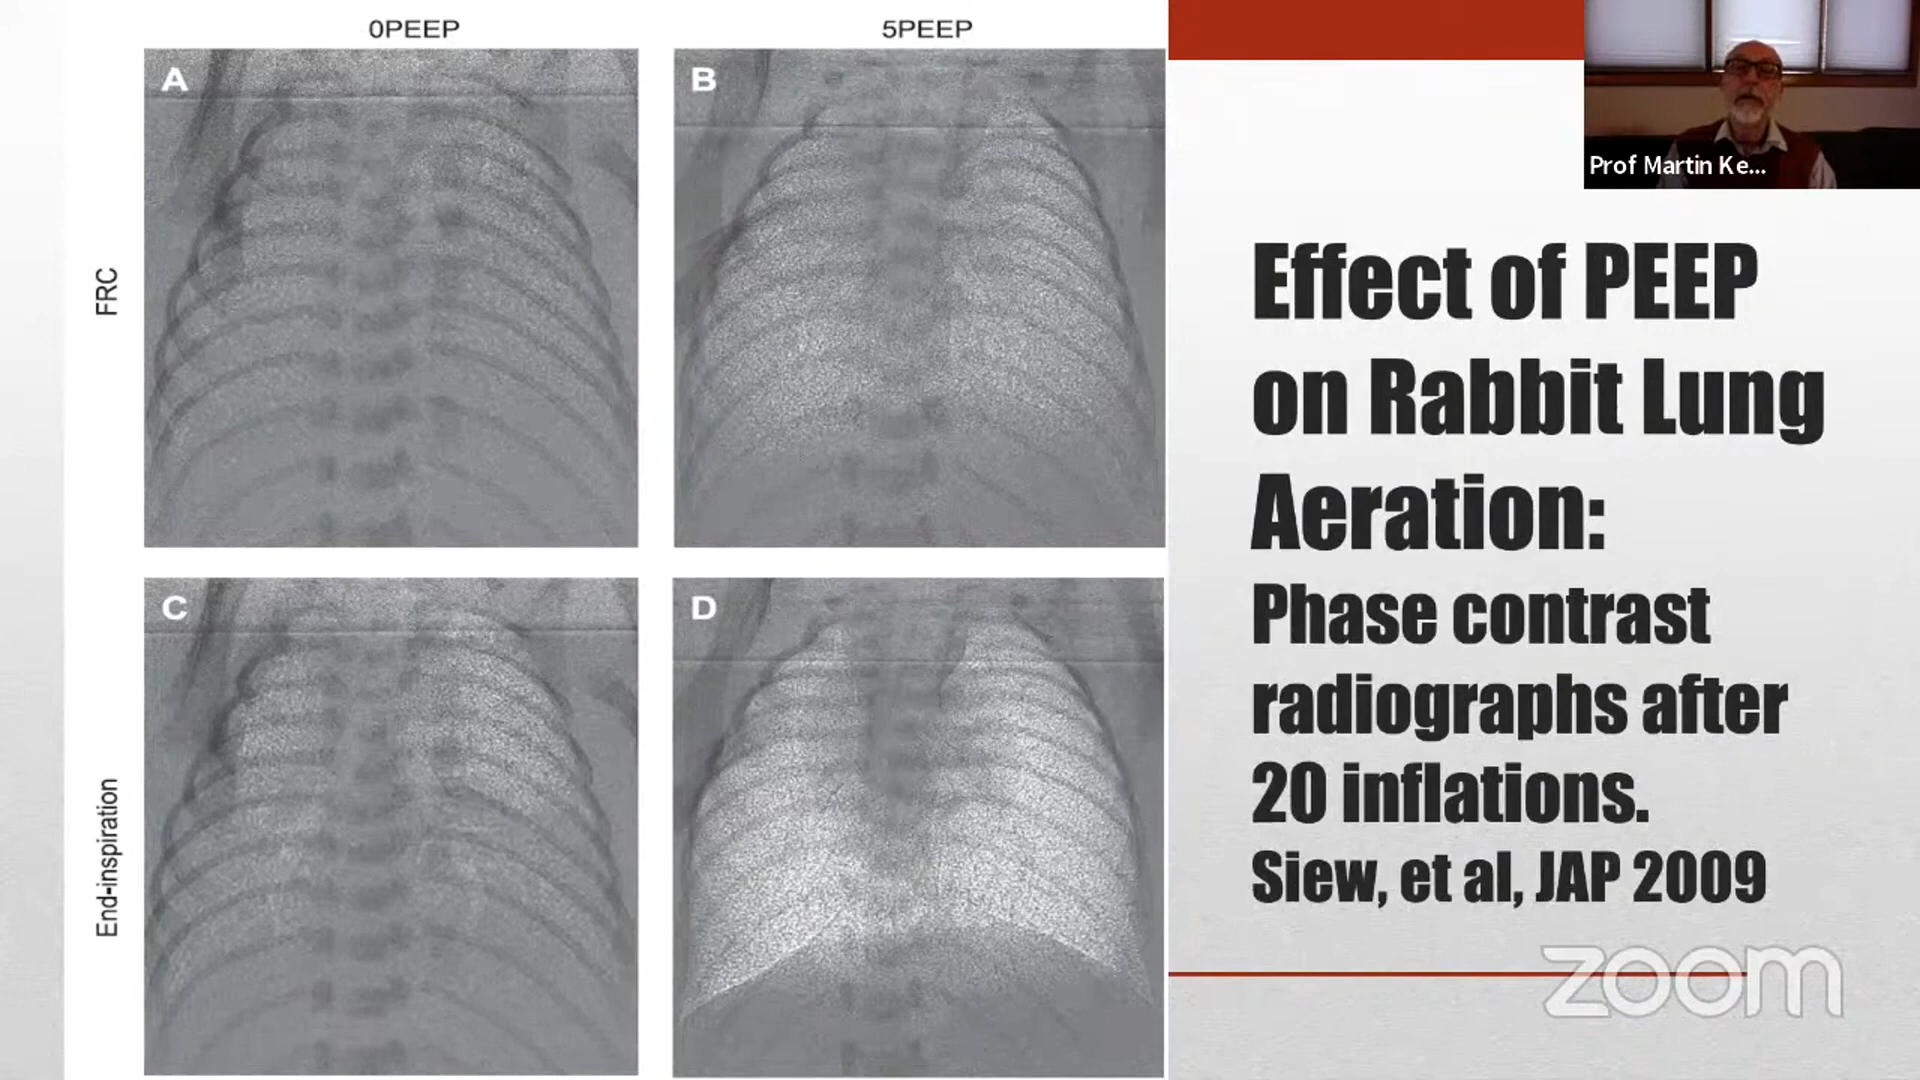 0PEEP
5PEEP
A
B
FRC
C
D
End-inspiration
Prof Martin Ke...
Effect of PEEP
on Rabbit Lung
Aeration:
Phase contrast
radiographs after
20 inflations.
Siew, et al, JAP 2009
zoom